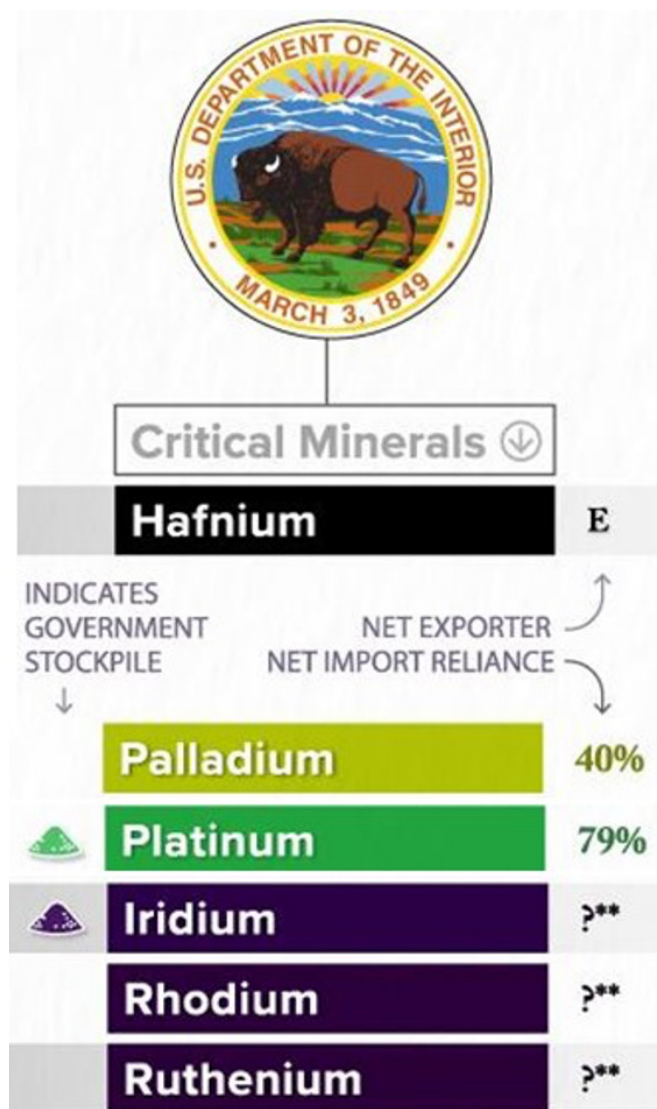 U.S. DEPARTMENT OF THE INTERIOR
MARCH 3, 1849
Critical Minerals
Hafnium E
INDICATES
GOVERNMENT
STOCKPILE
NET EXPORTER
NET IMPORT RELIANCE
Palladium 40%
Platinum 79%
Iridium ?**
Rhodium ?**
Ruthenium ?**